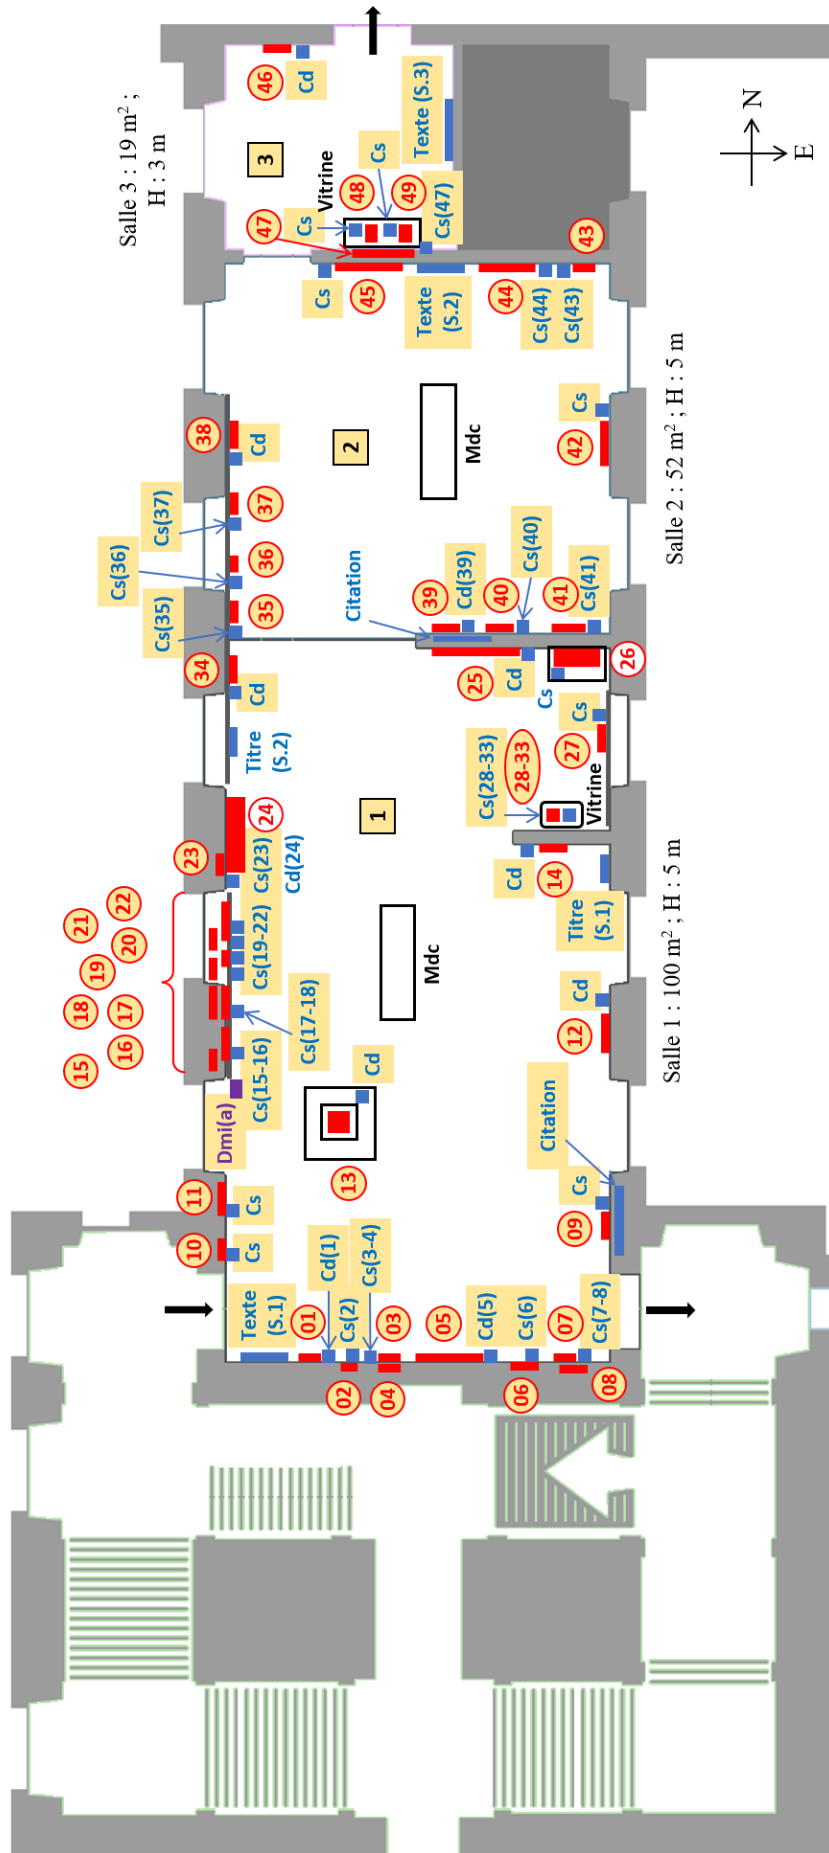 Salle 3 : 19 m² ;
H : 3 m
N
E
46
Cd
3
Texte (S.3)
Vitrine
Cs
48
49
Cs
47
Cs(47)
43
Cs
45
Texte
(S.2)
44
Cs(44)
Cs(43)
38
Cd
2
Mdc
Cs
42
Salle 2 : 52 m² ; H : 5 m
Cs(37)
37
Cs(36)
36
Cs(35)
35
Citation
39
Cd(39)
40
Cs(40)
41
Cs(41)
34
Cd
Titre
(S.2)
25
Cd
Cs
26
Cs
27
Cs(28-33)
28-33
Vitrine
1
24
23
Cs(23)
Cd(24)
Cd
14
Titre
(S.1)
21
22
19
20
18
17
15
16
Cs(19-22)
Cs(17-18)
Cs(15-16)
Dmi(a)
Mdc
Cd
12
Salle 1 : 100 m² ; H : 5 m
Cd
13
Citation
Cs
09
11
Cs
10
Cs
Texte
(S.1)
01
Cd(1)
Cs(2)
Cs(3-4)
02
03
04
05
Cd(5)
Cs(6)
06
07
Cs(7-8)
08